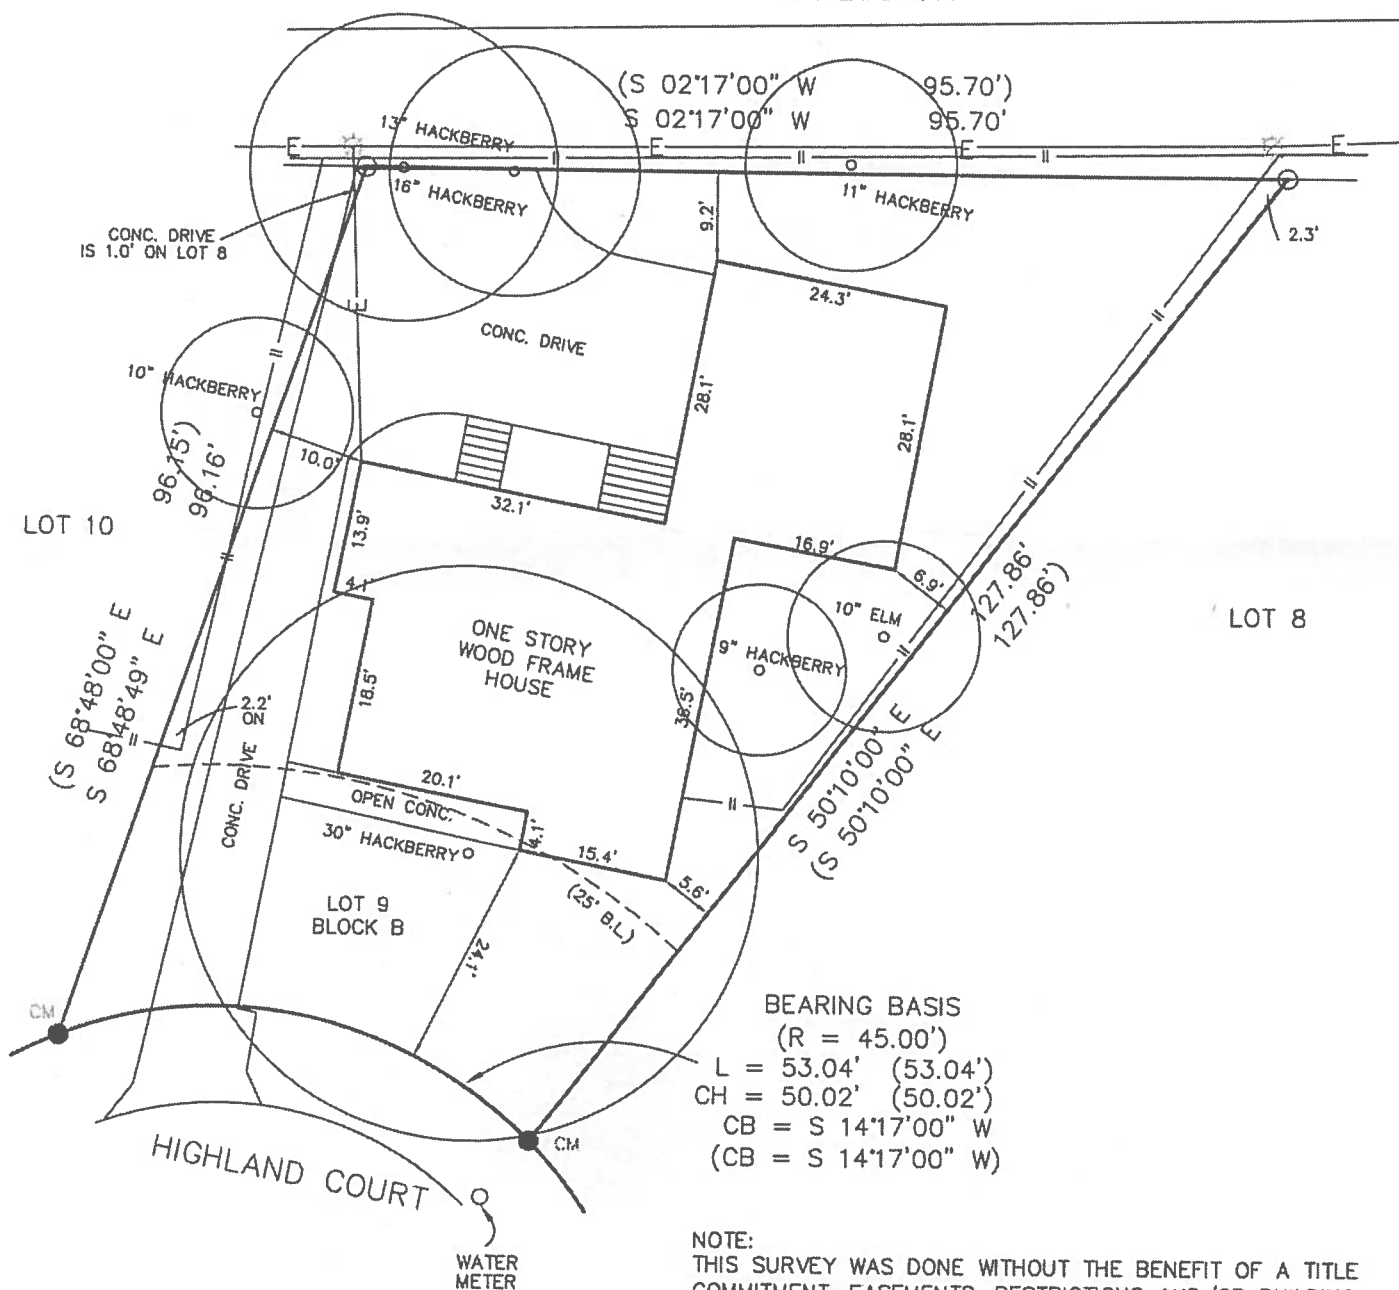 (S 02°17'00" W 95.70')
S 02°17'00" W 95.70'
13" HACKBERRY
E
E
E
E
16" HACKBERRY
11" HACKBERRY
CONC. DRIVE
IS 1.0' ON LOT 8
9.2'
2.3'
24.3'
E
CONC. DRIVE
10" HACKBERRY
28.1'
28.1'
96.15')
96.16'
10.0'
32.1'
LOT 10
13.9'
16.9'
4.1'
6.9'
127.86'
127.86')
10" ELM
LOT 8
ONE STORY
WOOD FRAME
HOUSE
9" HACKBERRY
18.5'
38.5'
(S 68°48'00" E
S 68°48'49" E
2.2'
ON
CONC. DRIVE
S 50°10'00" E
(S 50°10'00" E
20.1'
OPEN CONC.
4.1'
30" HACKBERRY
15.4'
5.6'
(25' B.L)
LOT 9
BLOCK B
24.1'
CM
BEARING BASIS
(R = 45.00')
L = 53.04' (53.04')
CH = 50.02' (50.02')
CB = S 14°17'00" W
(CB = S 14°17'00" W)
CM
HIGHLAND COURT
WATER
METER
NOTE:
THIS SURVEY WAS DONE WITHOUT THE BENEFIT OF A TITLE